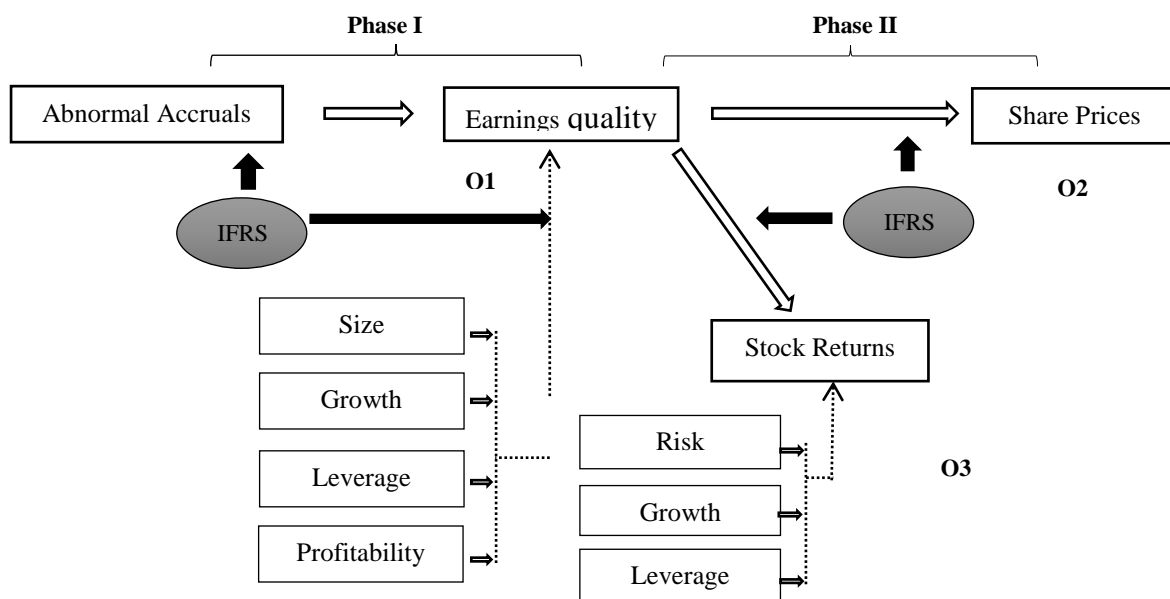 Phase I
Phase II
Abnormal Accruals
Earnings quality
Share Prices
O1
O2
IFRS
IFRS
Size
Stock Returns
Growth
Risk
Leverage
O3
Growth
Profitability
Leverage